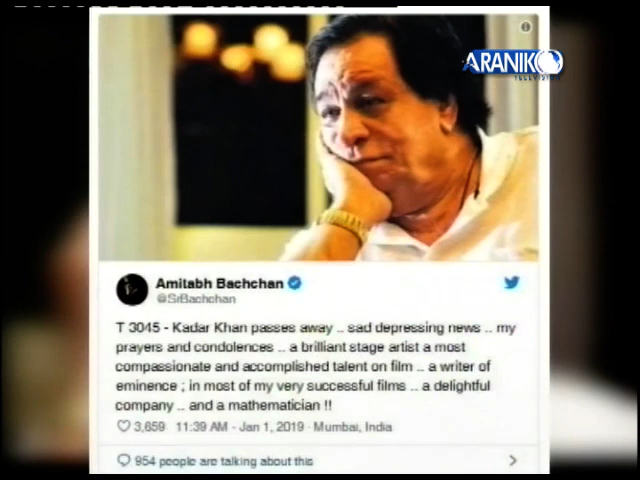 ARANIKO
TELEVISION
Amitabh Bachchan
@SrBachchan
T 3045 - Kadar Khan passes away .. sad depressing news .. my
prayers and condolences .. a brilliant stage artist a most
compassionate and accomplished talent on film .. a writer of
eminence ; in most of my very successful films .. a delightful
company .. and a mathematician !!
3,659 11:39 AM - Jan 1, 2019 · Mumbai, India
954 people are talking about this